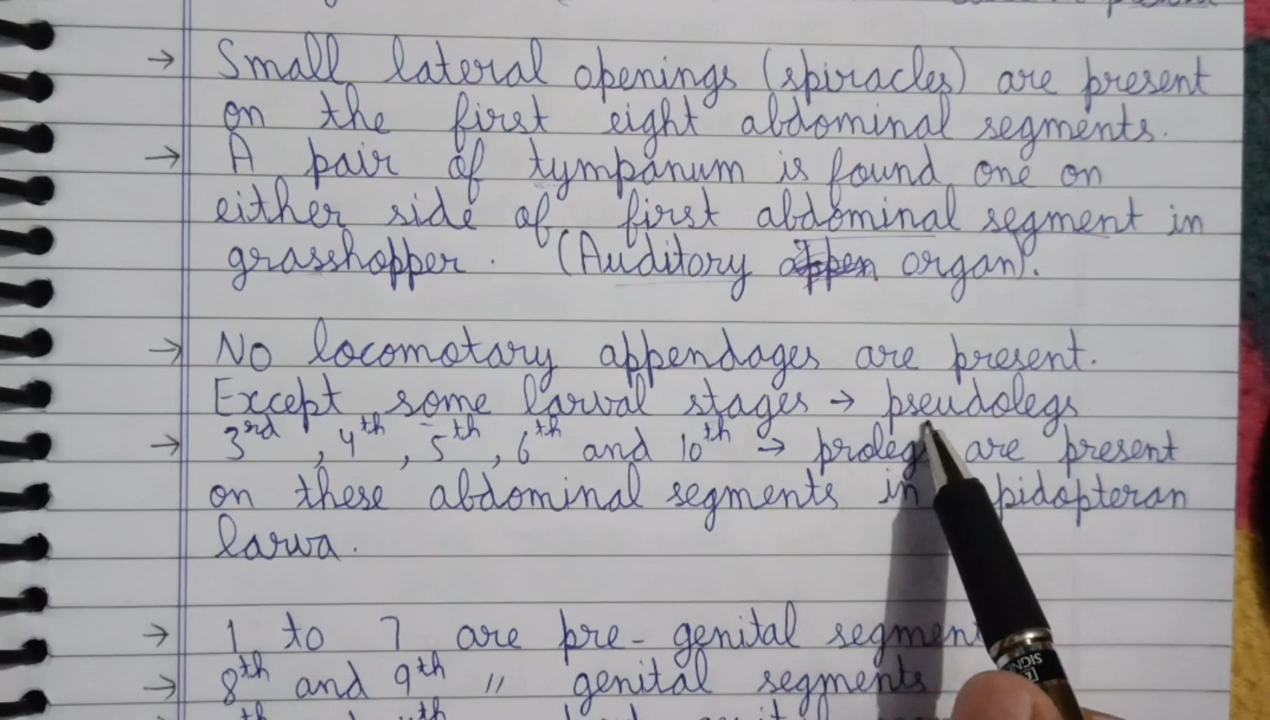 → Small lateral openings (spiracles) are present
on the first eight abdominal segments.
→ A pair of tympanum is found one on
either side of first abdominal segment in
grasshopper. (Auditory organ).
→ No locomotary appendages are present.
Except some larval stages → pseudolegs
→ 3rd, 4th, 5th, 6th and 10th → proleg are present
on these abdominal segments in pidopteran
larva.
→ 1 to 7 are pre-genital segment
→ 8th and 9th " genital segments